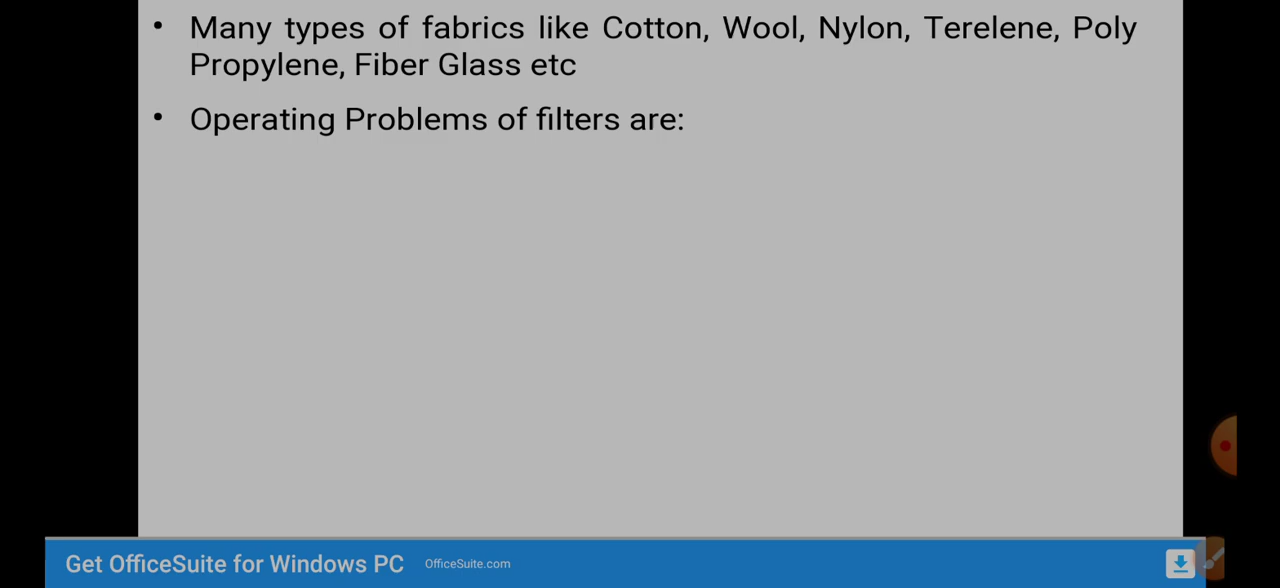 • Many types of fabrics like Cotton, Wool, Nylon, Terelene, Poly
Propylene, Fiber Glass etc
• Operating Problems of filters are:
Get OfficeSuite for Windows PC OfficeSuite.com